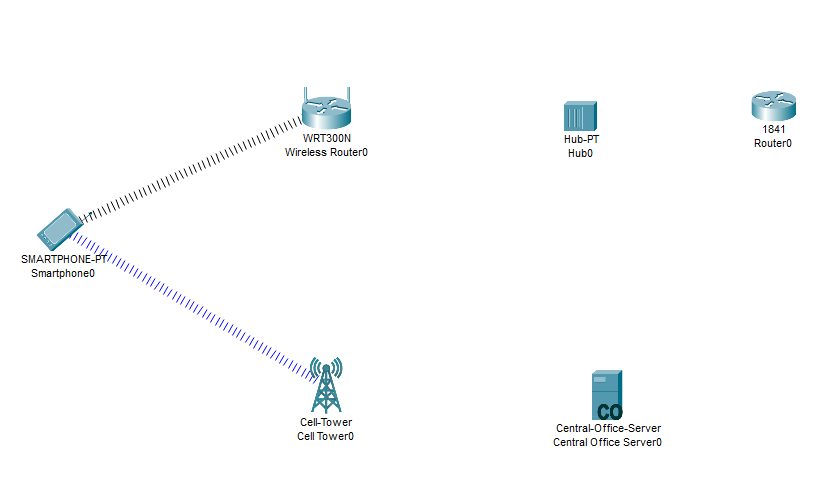 WRT300N
Wireless Router0
Hub-PT
Hub0
1841
Router0
SMARTPHONE-PT
Smartphone0
Cell-Tower
Cell Tower0
CO
Central-Office-Server
Central Office Server0